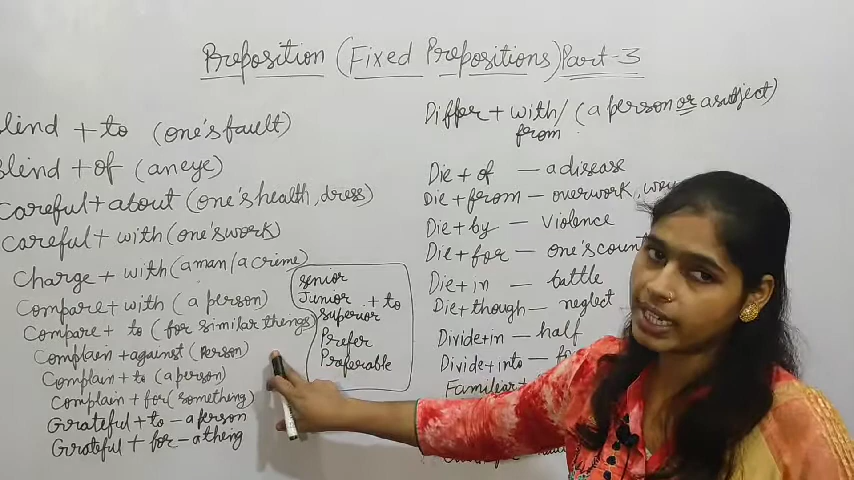 Preposition (Fixed Prepositions) Part-3
lind + to (one's fault)
Blind + of (an eye)
Careful + about (one's health, dress)
Careful + with (one's work)
Charge + with (a man/a crime)
Compare + with (a person)
Compare + to (for similar thengs)
Complain + against (Person)
Complain + to (a person)
Complain + for (something)
Grateful + to - a person
Grateful + for - a theng
senior
Junior + to
superior
Prefer
Preferable
Differ + with/ (a person or a subject)
from
Die + of - a disease
Die + from - overwork,
Die + by - violence
Die + for - one's count
Die + in - battle
Die + though - neglect
Divide + in - half
Divide + into -
Familiar +